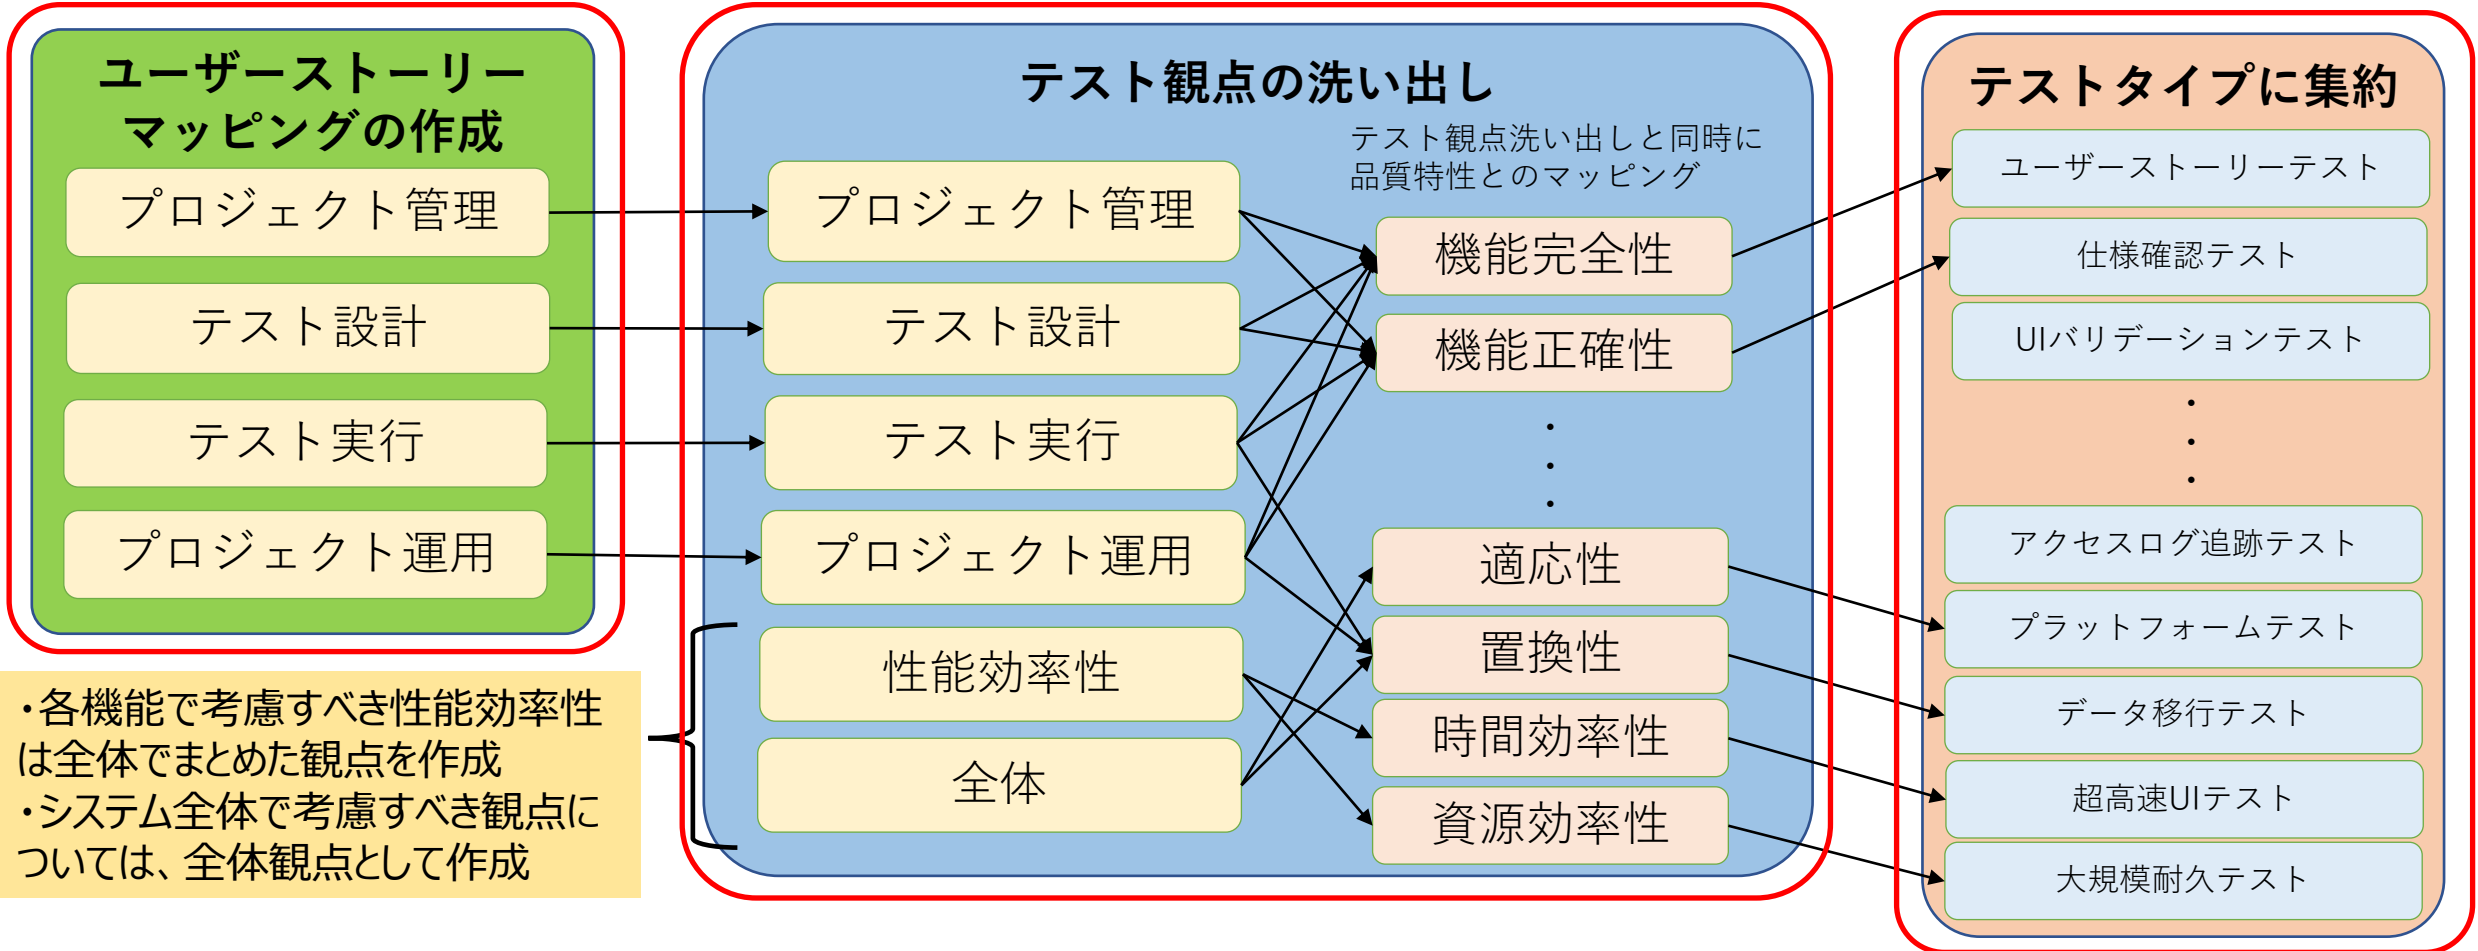 ユーザーストーリー
マッピングの作成
プロジェクト管理
テスト設計
テスト実行
プロジェクト運用
・各機能で考慮すべき性能効率性
は全体でまとめた観点を作成
・システム全体で考慮すべき観点に
ついては、全体観点として作成
テスト観点の洗い出し
テスト観点洗い出しと同時に
品質特性とのマッピング
プロジェクト管理
テスト設計
テスト実行
プロジェクト運用
性能効率性
全体
機能完全性
機能正確性
・
・
・
適応性
置換性
時間効率性
資源効率性
テストタイプに集約
ユーザーストーリーテスト
仕様確認テスト
UIバリデーションテスト
・
・
・
アクセスログ追跡テスト
プラットフォームテスト
データ移行テスト
超高速UIテスト
大規模耐久テスト